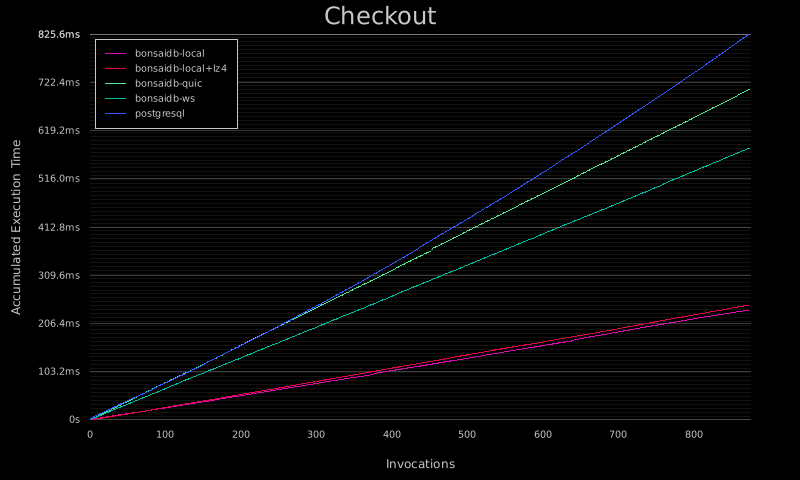 Checkout
825.6ms
722.4ms
619.2ms
516.0ms
412.8ms
309.6ms
206.4ms
103.2ms
0s
Accumulated Execution Time
bonsaidb-local
bonsaidb-local+lz4
bonsaidb-quic
bonsaidb-ws
postgresql
0 100 200 300 400 500 600 700 800
Invocations